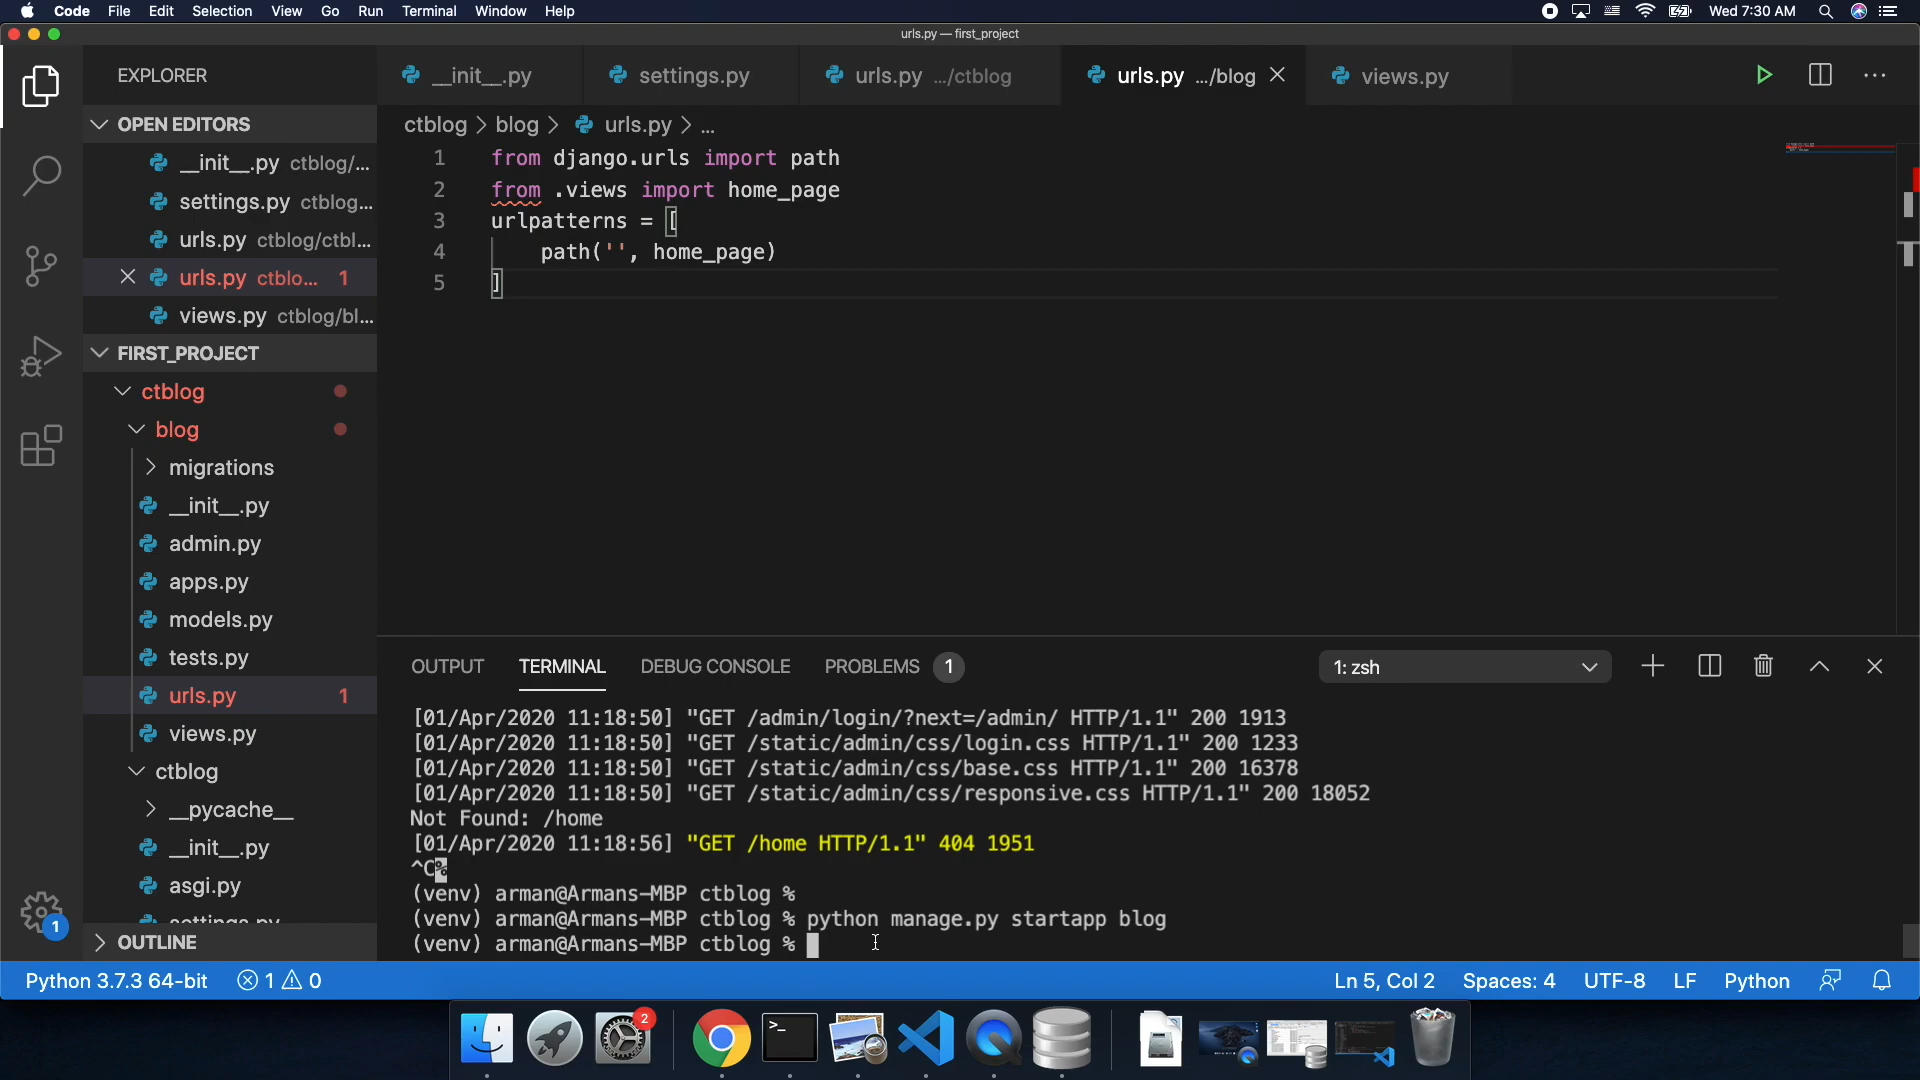 Code File Edit Selection View Go Run Terminal Window Help
Wed 7:30 AM
urls.py — first_project
EXPLORER
__init__.py
settings.py
urls.py .../ctblog
urls.py .../blog
views.py
OPEN EDITORS
ctblog > blog > urls.py > ...
__init__.py ctblog/...
settings.py ctblog...
urls.py ctblog/ctbl...
urls.py ctblo... 1
views.py ctblog/bl...
1 from django.urls import path
2 from .views import home_page
3 urlpatterns = [
4 path('', home_page)
5 ]
FIRST_PROJECT
ctblog
blog
migrations
__init__.py
admin.py
apps.py
models.py
tests.py
urls.py 1
views.py
ctblog
__pycache__
__init__.py
asgi.py
settings.py
OUTLINE
OUTPUT TERMINAL DEBUG CONSOLE PROBLEMS 1
1: zsh
[01/Apr/2020 11:18:50] "GET /admin/login/?next=/admin/ HTTP/1.1" 200 1913
[01/Apr/2020 11:18:50] "GET /static/admin/css/login.css HTTP/1.1" 200 1233
[01/Apr/2020 11:18:50] "GET /static/admin/css/base.css HTTP/1.1" 200 16378
[01/Apr/2020 11:18:50] "GET /static/admin/css/responsive.css HTTP/1.1" 200 18052
Not Found: /home
[01/Apr/2020 11:18:56] "GET /home HTTP/1.1" 404 1951
^C%
(venv) arman@Armans-MBP ctblog %
(venv) arman@Armans-MBP ctblog % python manage.py startapp blog
(venv) arman@Armans-MBP ctblog %
1
Python 3.7.3 64-bit 1 0
Ln 5, Col 2 Spaces: 4 UTF-8 LF Python
2
>_